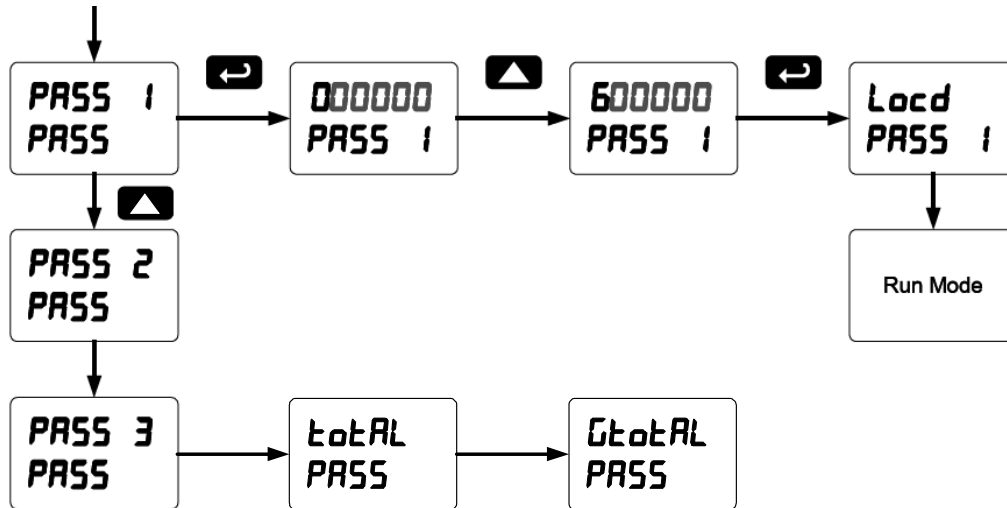 PASS 1
PASS
000000
PASS 1
600000
PASS 1
Locd
PASS 1
PASS 2
PASS
Run Mode
PASS 3
PASS
totAL
PASS
GtotAL
PASS